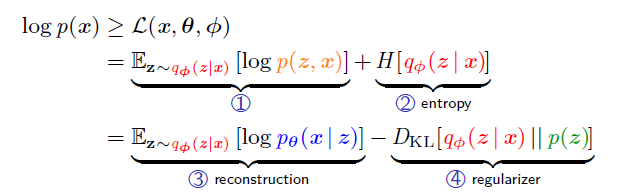 log p(x) ≥ ℒ(x, θ, ϕ)
= 𝔼_{z∼q_ϕ(z|x)} [log p(z, x)] + H[q_ϕ(z | x)]
① ② entropy
= 𝔼_{z∼q_ϕ(z|x)} [log p_θ(x | z)] − D_KL[q_ϕ(z | x) || p(z)]
③ reconstruction ④ regularizer